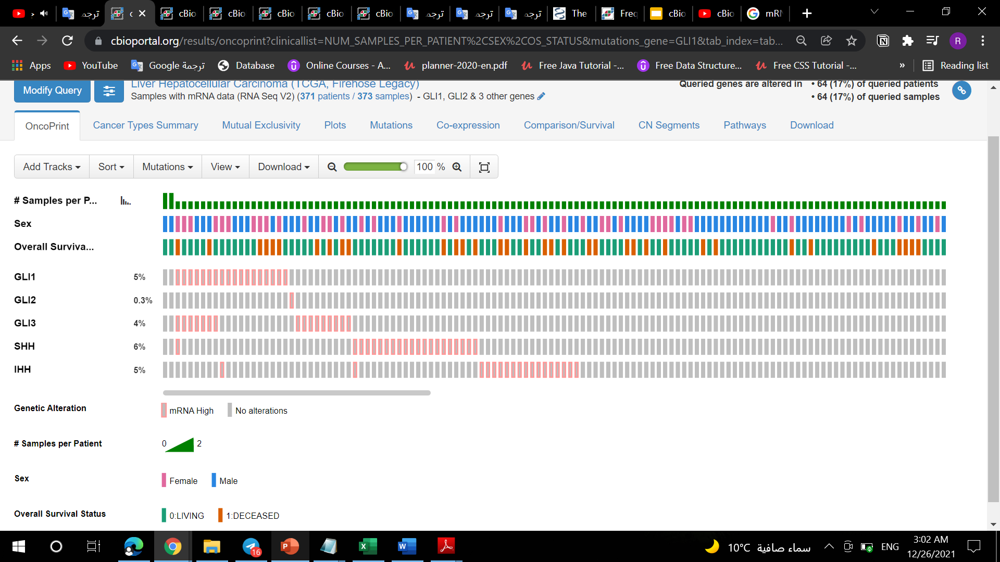 ترجمة
c
cBio
cBio
cBio
cBio
cBio
ترجمة
ترجمة
ترجمة
The
Freq
cBio
cBio
mRN
cbioportal.org/results/oncoprint?clinicallist=NUM_SAMPLES_PER_PATIENT%2CSEX%2COS_STATUS&mutations_gene=GLI1&tab_index=tab...
R
Apps
YouTube
ترجمة Google
Database
Online Courses - A...
planner-2020-en.pdf
Free Java Tutorial -...
Free Data Structure...
Free CSS Tutorial -...
»
Reading list
Modify Query
Liver Hepatocellular Carcinoma (TCGA, Firehose Legacy)
Samples with mRNA data (RNA Seq V2) (371 patients / 373 samples) - GLI1, GLI2 & 3 other genes
Queried genes are altered in
• 64 (17%) of queried patients
• 64 (17%) of queried samples
OncoPrint
Cancer Types Summary
Mutual Exclusivity
Plots
Mutations
Co-expression
Comparison/Survival
CN Segments
Pathways
Download
Add Tracks
Sort
Mutations
View
Download
100 %
# Samples per P...
Sex
Overall Surviva...
GLI1 5%
GLI2 0.3%
GLI3 4%
SHH 6%
IHH 5%
Genetic Alteration
mRNA High
No alterations
# Samples per Patient
0 2
Sex
Female
Male
Overall Survival Status
0:LIVING
1:DECEASED
16
10°C سماء صافية
ENG
3:02 AM
12/26/2021